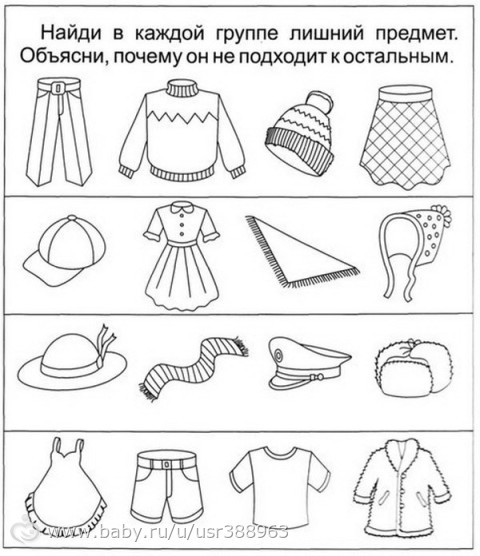 Найди в каждой группе лишний предмет.
Объясни, почему он не подходит к остальным.
www.baby.ru/u/usr388963